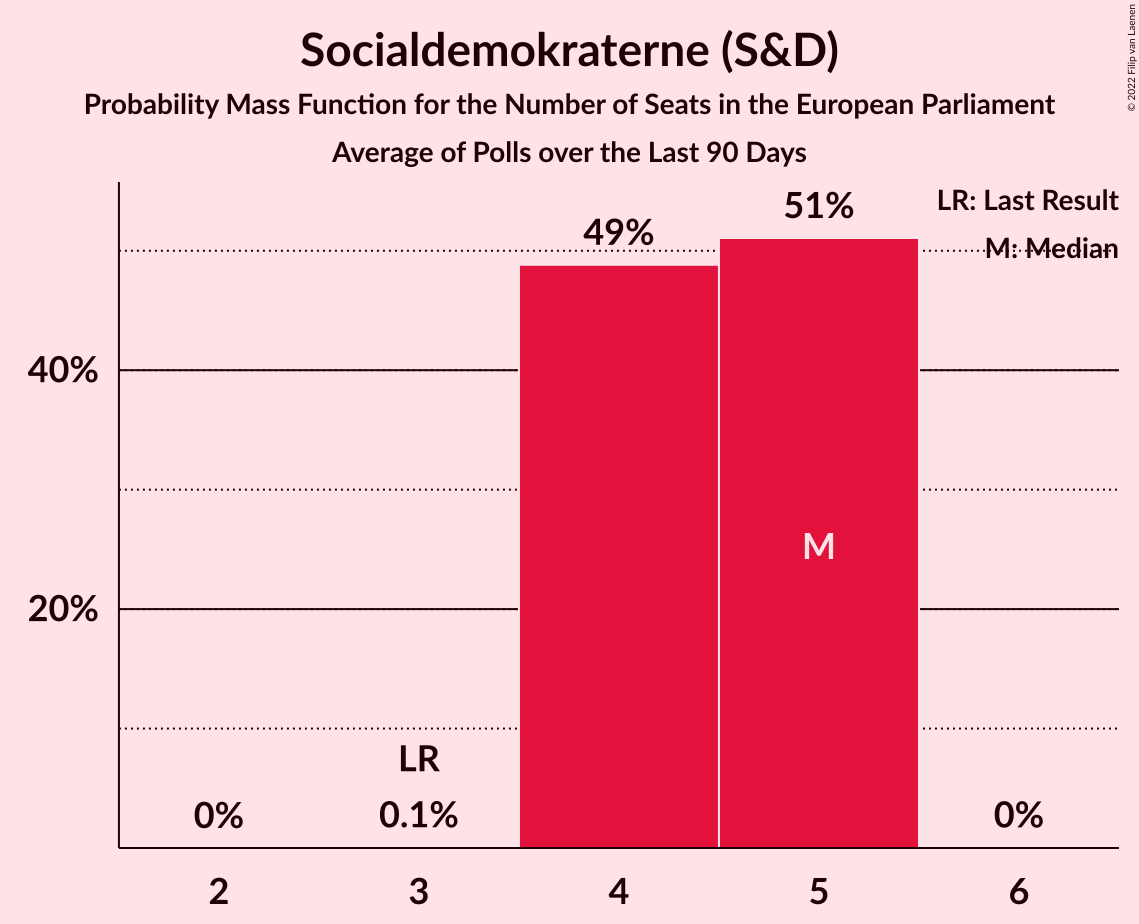 Socialdemokraterne (S&D)
Probability Mass Function for the Number of Seats in the European Parliament
Average of Polls over the Last 90 Days
© 2022 Filip van Laenen
LR: Last Result
M: Median
51%
49%
40%
M
20%
LR
0%
0.1%
0%
2
3
4
5
6